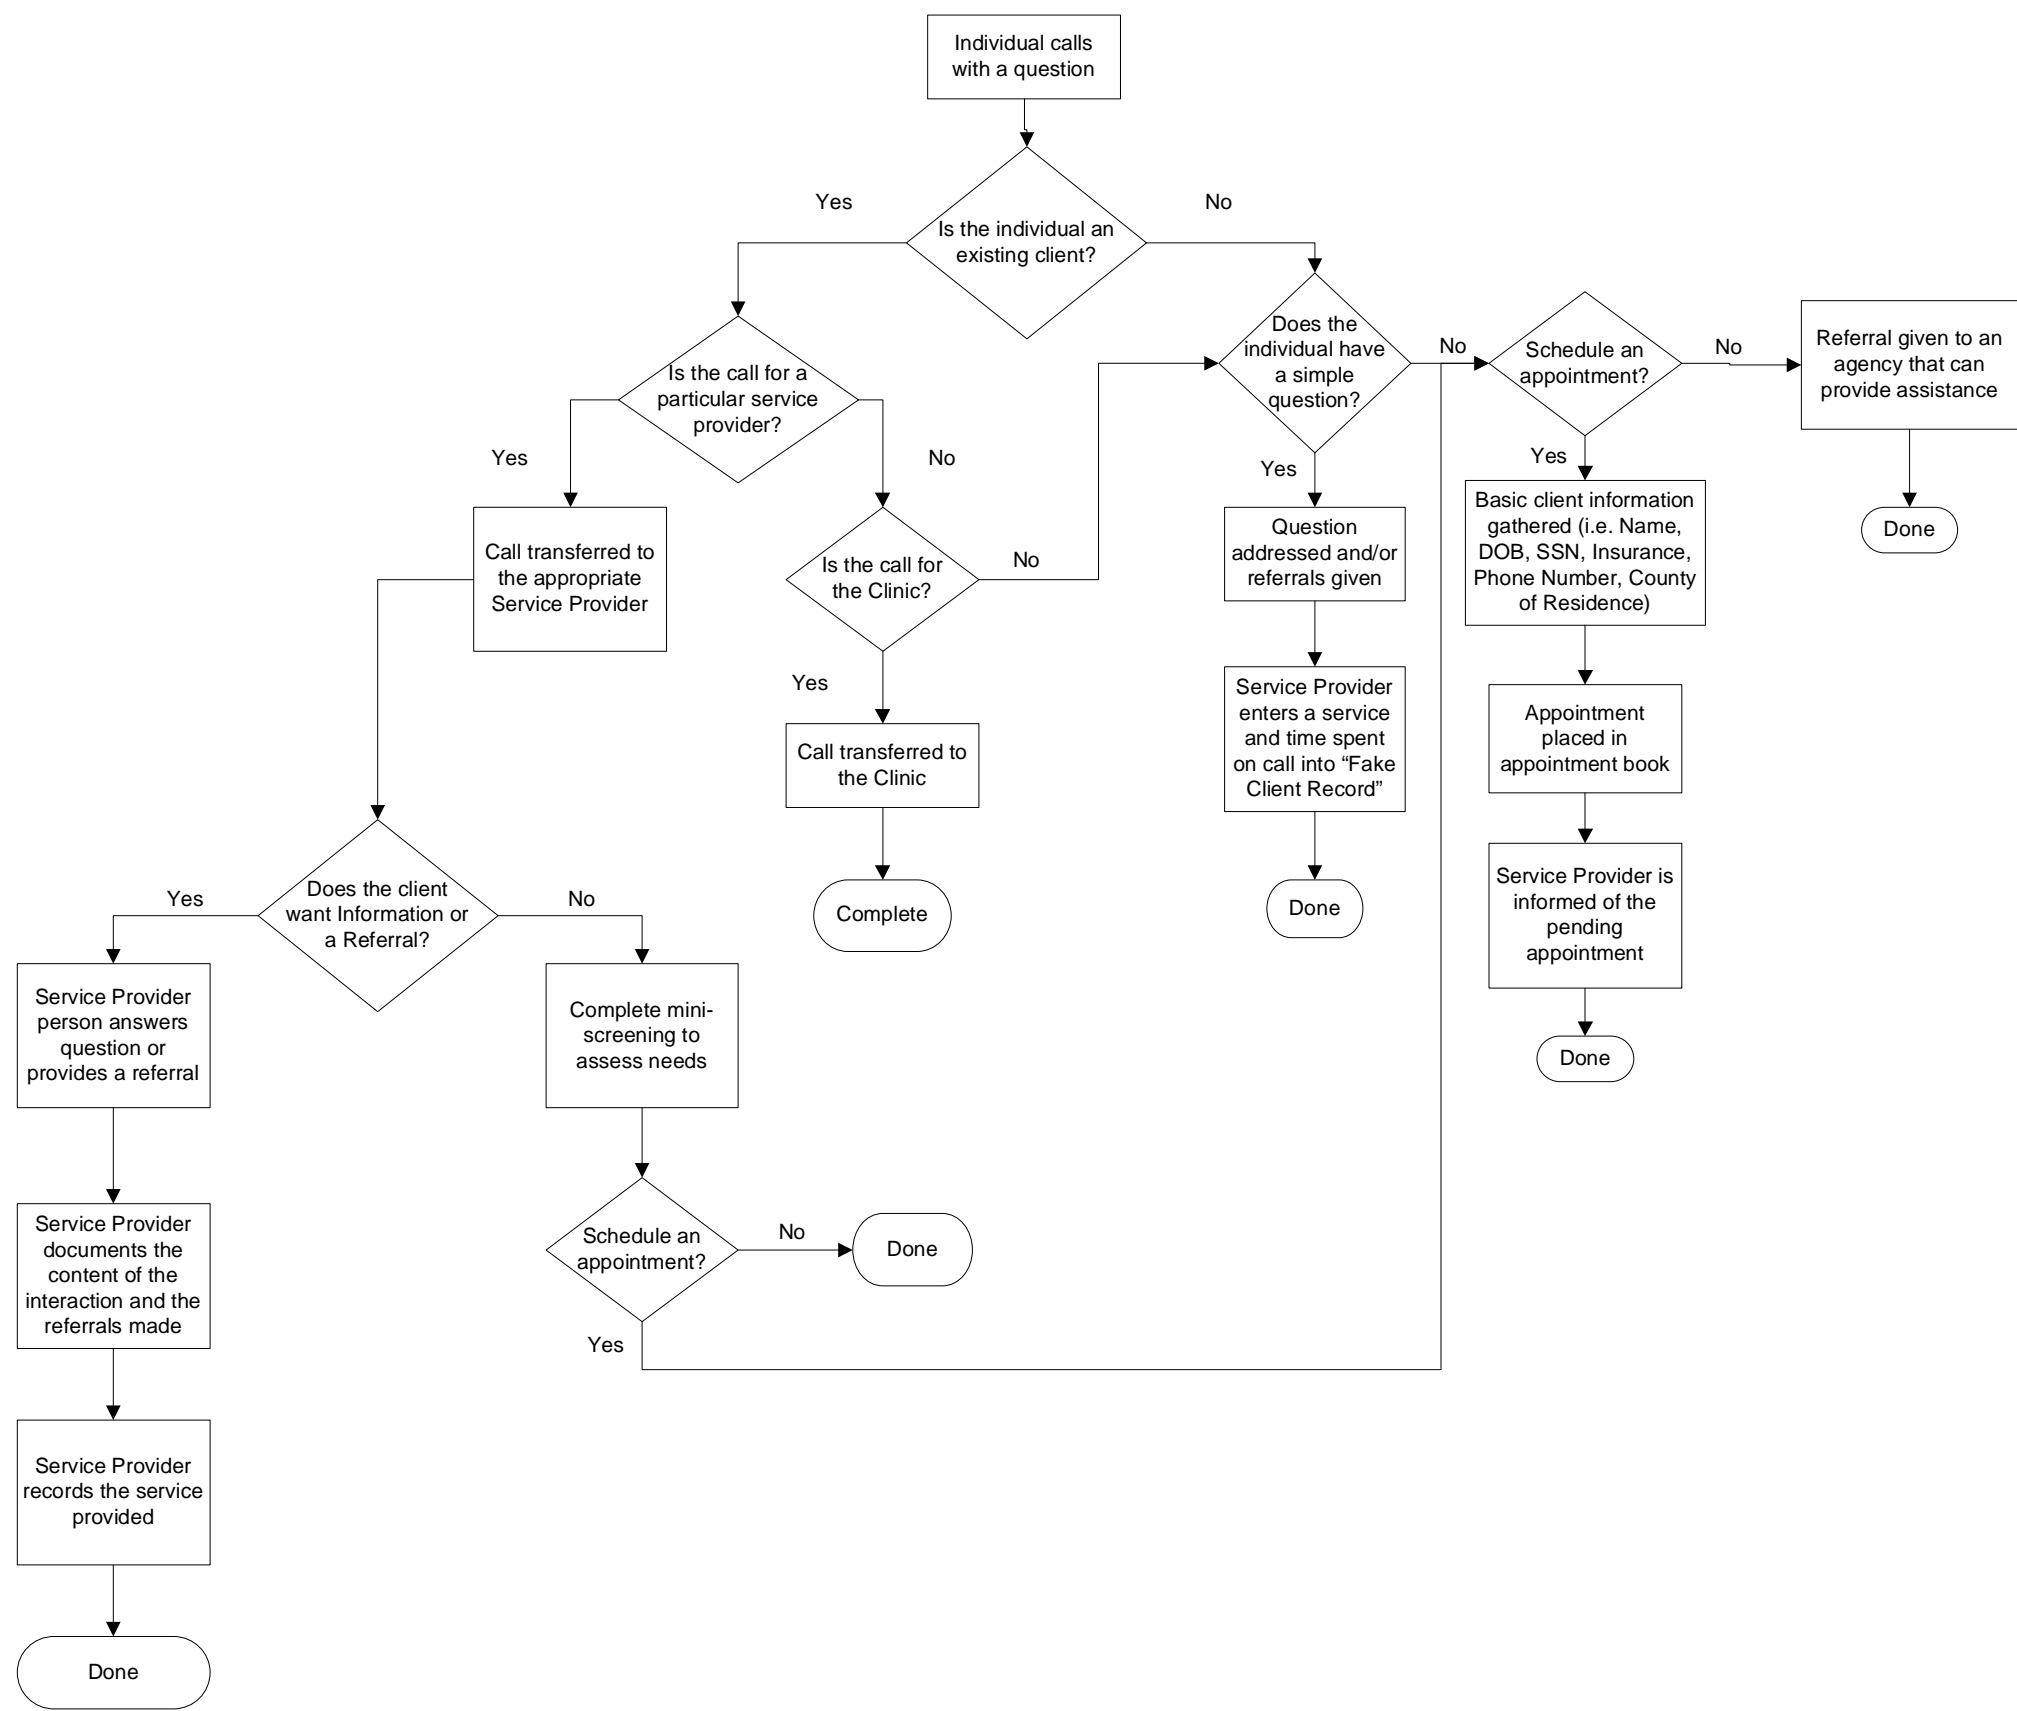 Individual calls
with a question
Yes
No
Is the individual an
existing client?
Does the
individual have
a simple
question?
No
Schedule an
appointment?
No
Referral given to an
agency that can
provide assistance
Is the call for a
particular service
provider?
Yes
No
Yes
Yes
Call transferred to
the appropriate
Service Provider
Is the call for
the Clinic?
No
Question
addressed and/or
referrals given
Basic client information
gathered (i.e. Name,
DOB, SSN, Insurance,
Phone Number, County
of Residence)
Done
Yes
Call transferred to
the Clinic
Service Provider
enters a service
and time spent
on call into “Fake
Client Record”
Appointment
placed in
appointment book
Complete
Done
Service Provider is
informed of the
pending
appointment
Done
Yes
Does the client
want Information or
a Referral?
No
Service Provider
person answers
question or
provides a referral
Complete mini-
screening to
assess needs
Service Provider
documents the
content of the
interaction and the
referrals made
Schedule an
appointment?
No
Done
Yes
Service Provider
records the service
provided
Done